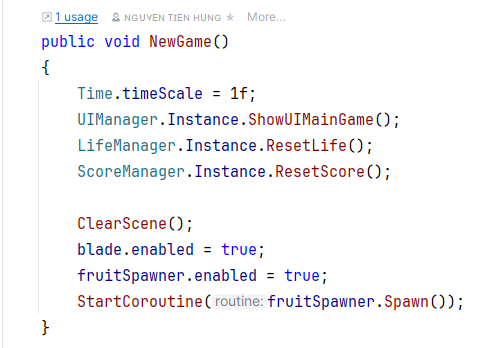 1 usage NGUYEN TIEN HUNG * More...
public void NewGame()
{
Time.timeScale = 1f;
UIManager.Instance.ShowUIMainGame();
LifeManager.Instance.ResetLife();
ScoreManager.Instance.ResetScore();
ClearScene();
blade.enabled = true;
fruitSpawner.enabled = true;
StartCoroutine(routine:fruitSpawner.Spawn());
}